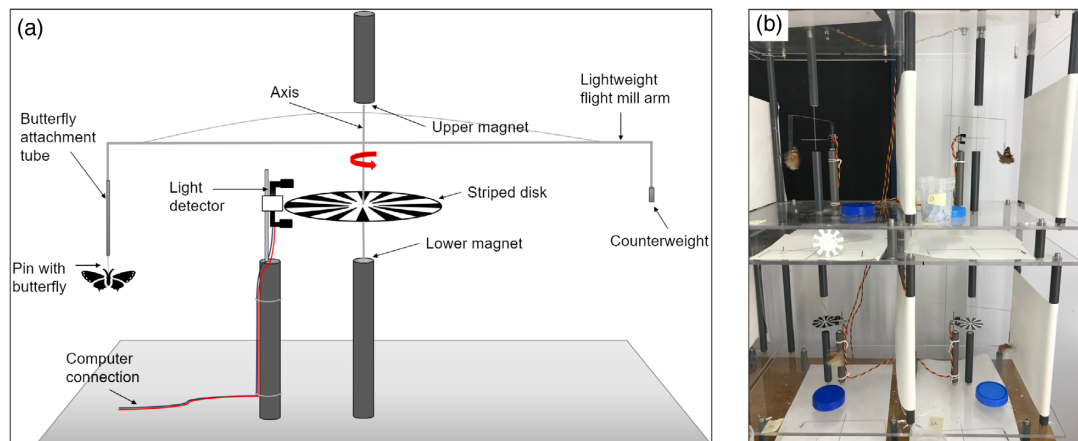 (a)
Axis
Upper magnet
Lightweight
flight mill arm
Butterfly
attachment
tube
Light
detector
Striped disk
Lower magnet
Counterweight
Pin with
butterfly
Computer
connection
(b)